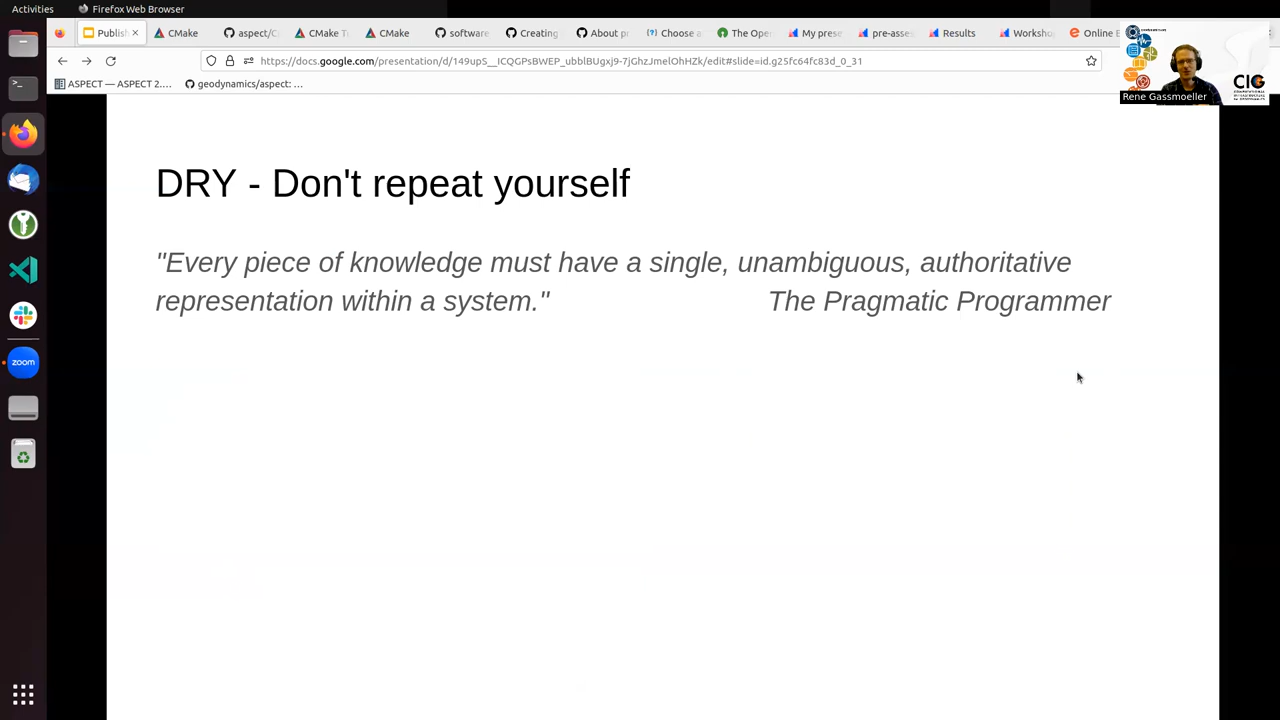 Activities
Firefox Web Browser
Publish
CMake
aspect/C
CMake Tu
CMake
software
Creating
About p
Choose a
The Ope
My prese
pre-asses
Results
Worksho
Online E
https://docs.google.com/presentation/d/149upS__ICQGPsBWEP_ubblBUgxj9-7jGhzJmelOhHZk/edit#slide=id.g25fc64fc83d_0_31
ASPECT — ASPECT 2....
geodynamics/aspect: ...
Rene Gassmoeller
CIG
zoom
DRY - Don't repeat yourself
"Every piece of knowledge must have a single, unambiguous, authoritative
representation within a system." The Pragmatic Programmer